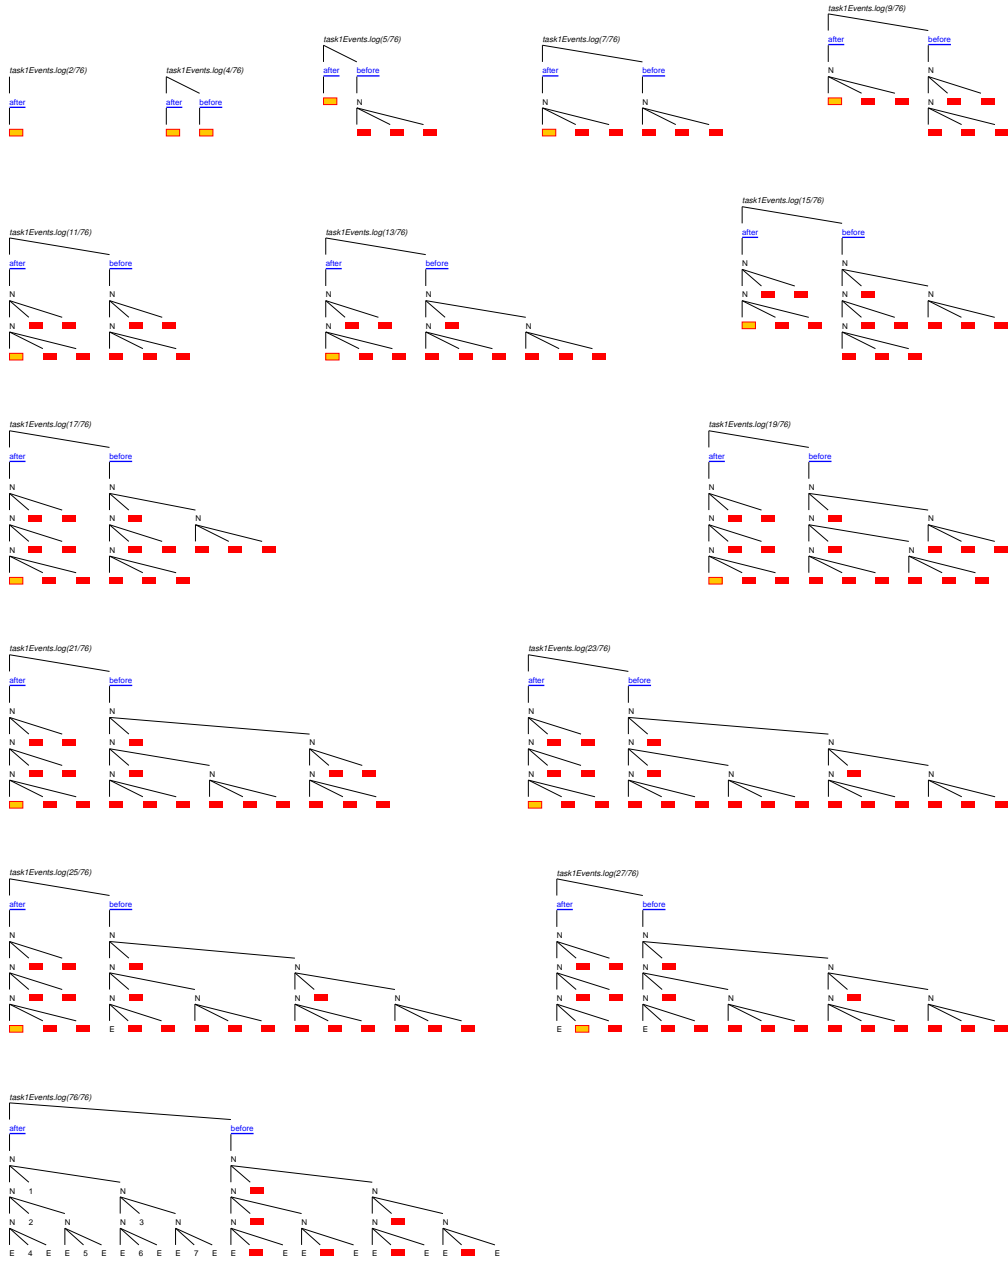 task1Events.log(9/76)
task1Events.log(5/76) task1Events.log(7/76)
after before
task1Events.log(2/76) task1Events.log(4/76) after before after before N N
after after before N N N N
task1Events.log(15/76)
task1Events.log(11/76) task1Events.log(13/76) after before
after before after before N N
N N N N N N N
N N N N N N
task1Events.log(17/76) task1Events.log(19/76)
after before after before
N N N N
N N N N N N
N N N N N
task1Events.log(21/76) task1Events.log(23/76)
after before after before
N N N N
N N N N N N
N N N N N N N N
task1Events.log(25/76) task1Events.log(27/76)
after before after before
N N N N
N N N N N N
N N N N N N N N N N
E E E
task1Events.log(76/76)
after before
N N
N 1 N N N
N 2 N N 3 N N N N N
E 4 E E 5 E E 6 E E 7 E E E E E E E E E